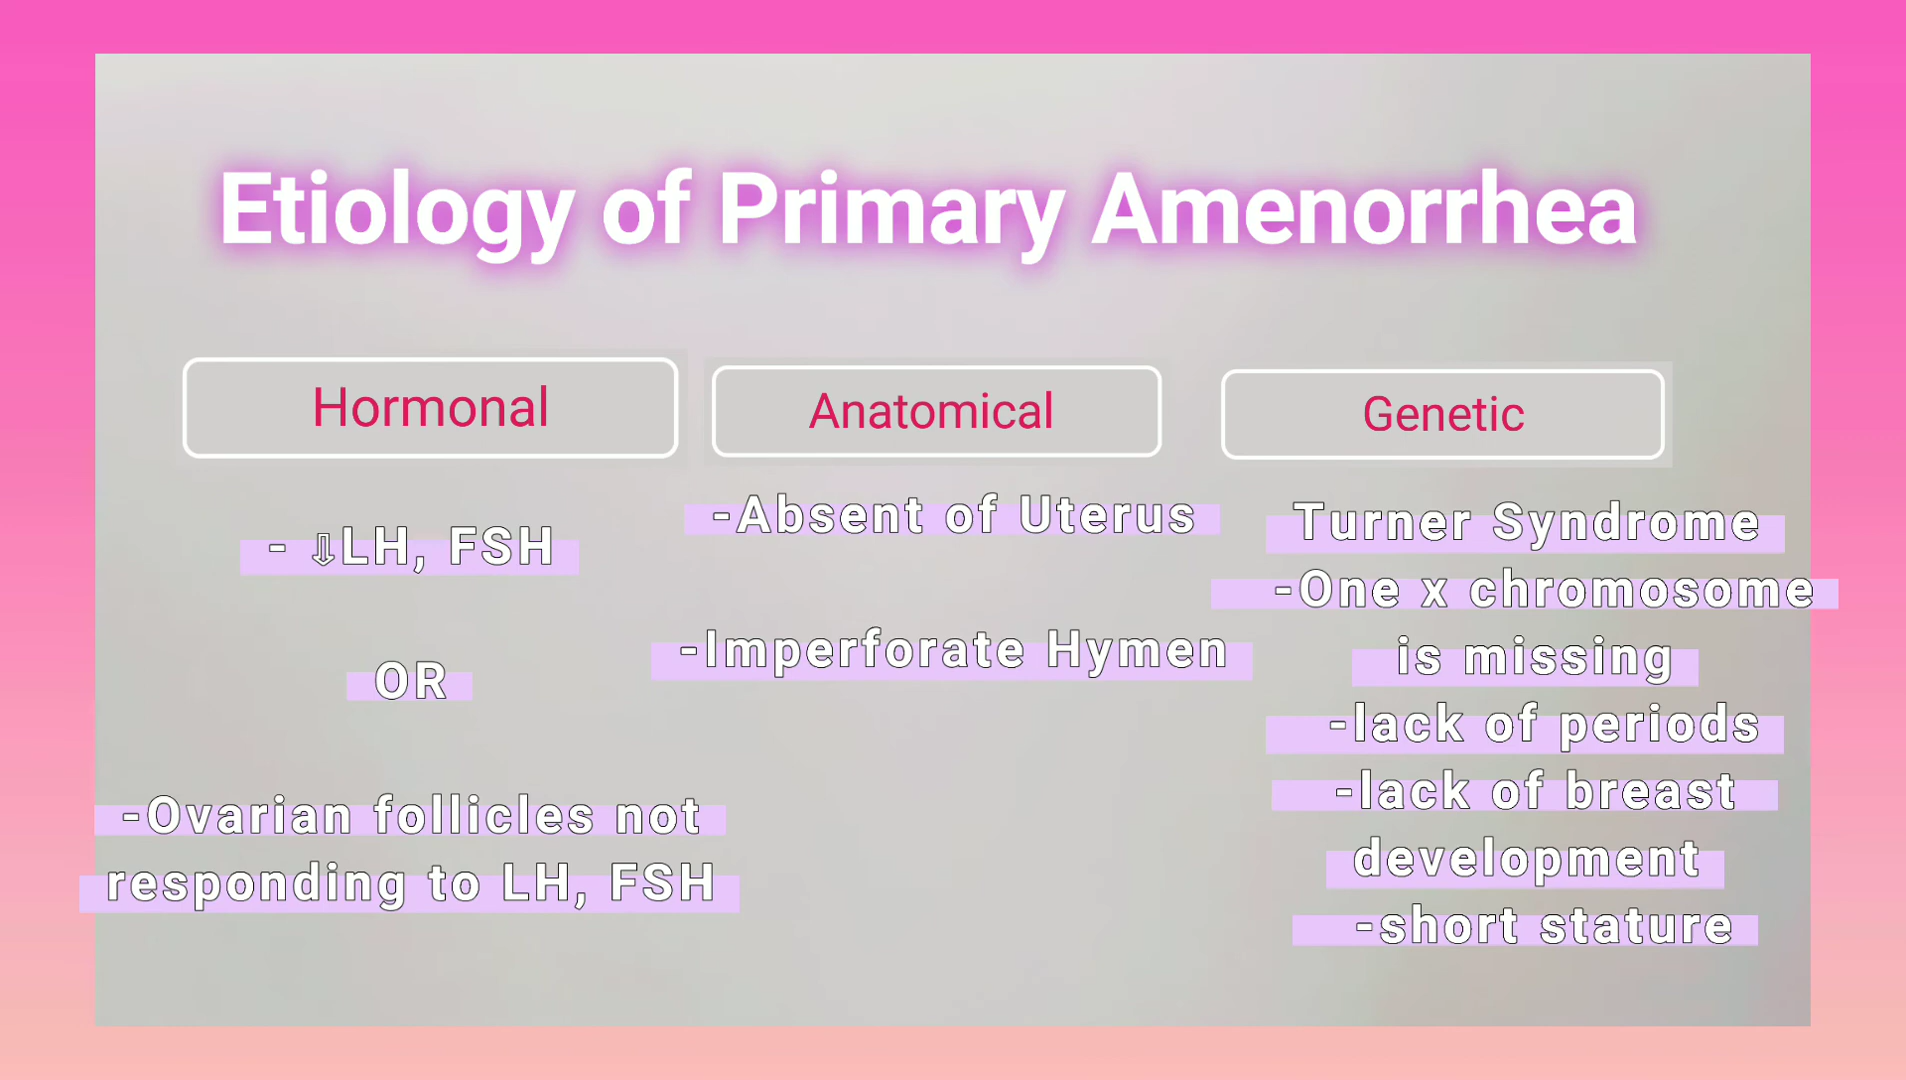 Etiology of Primary Amenorrhea
Hormonal
- ⇩LH, FSH
OR
-Ovarian follicles not
responding to LH, FSH
Anatomical
-Absent of Uterus
-Imperforate Hymen
Genetic
Turner Syndrome
-One x chromosome
is missing
-lack of periods
-lack of breast
development
-short stature